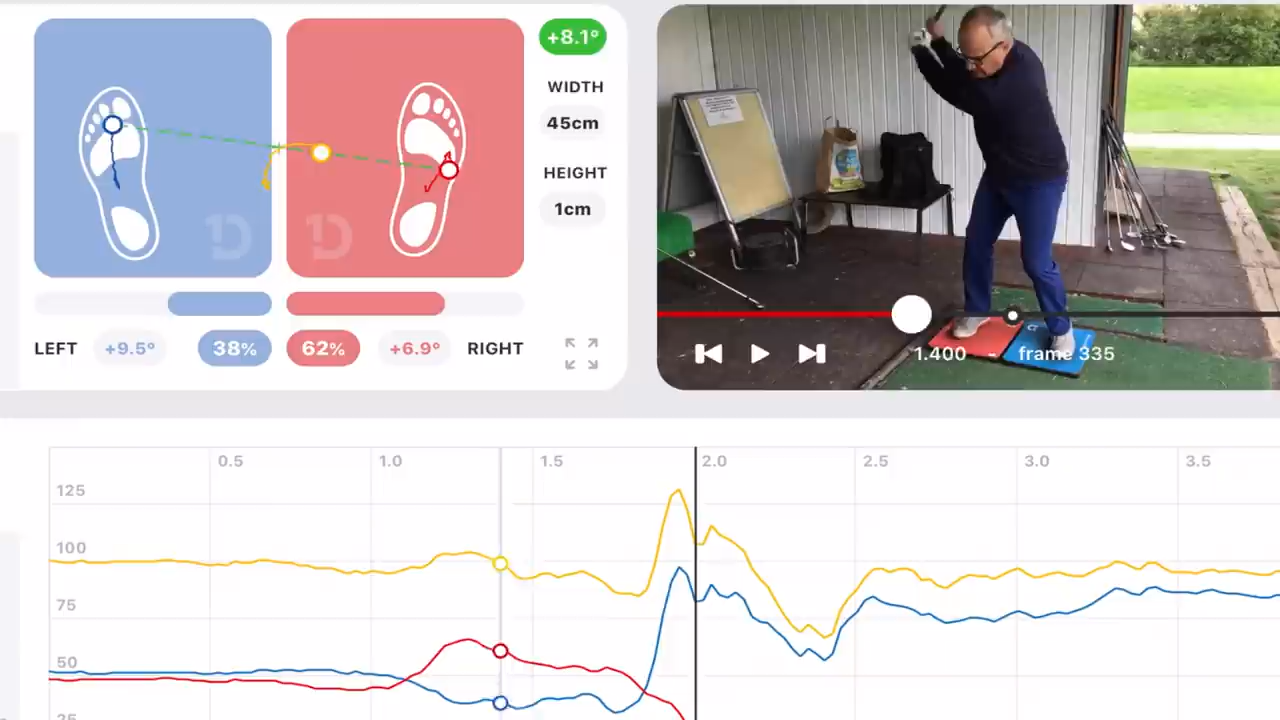 +8.1°
WIDTH
45cm
HEIGHT
1cm
LEFT +9.5° 38% 62% +6.9° RIGHT
1.400 - frame 335
0.5 1.0 1.5 2.0 2.5 3.0 3.5
125
100
75
50
25